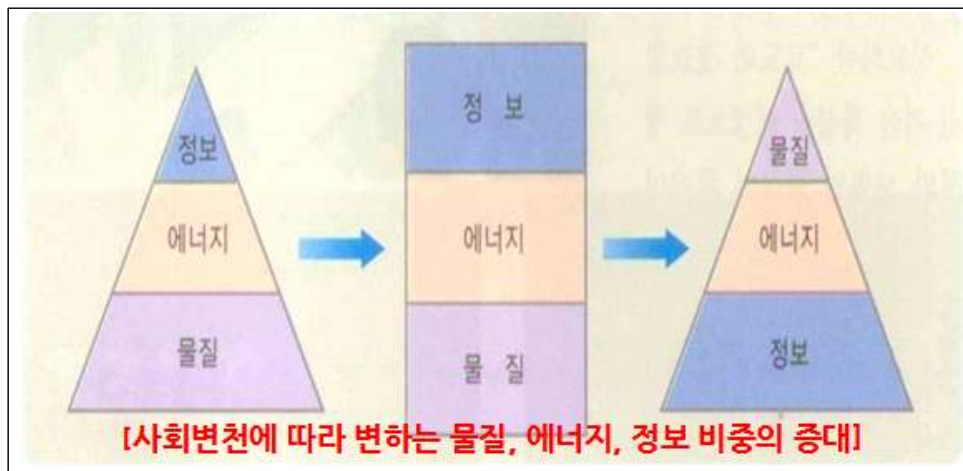 정보
에너지
물질
정 보
에너지
물 질
물질
에너지
정보
[사회변천에 따라 변하는 물질, 에너지, 정보 비중의 증대]